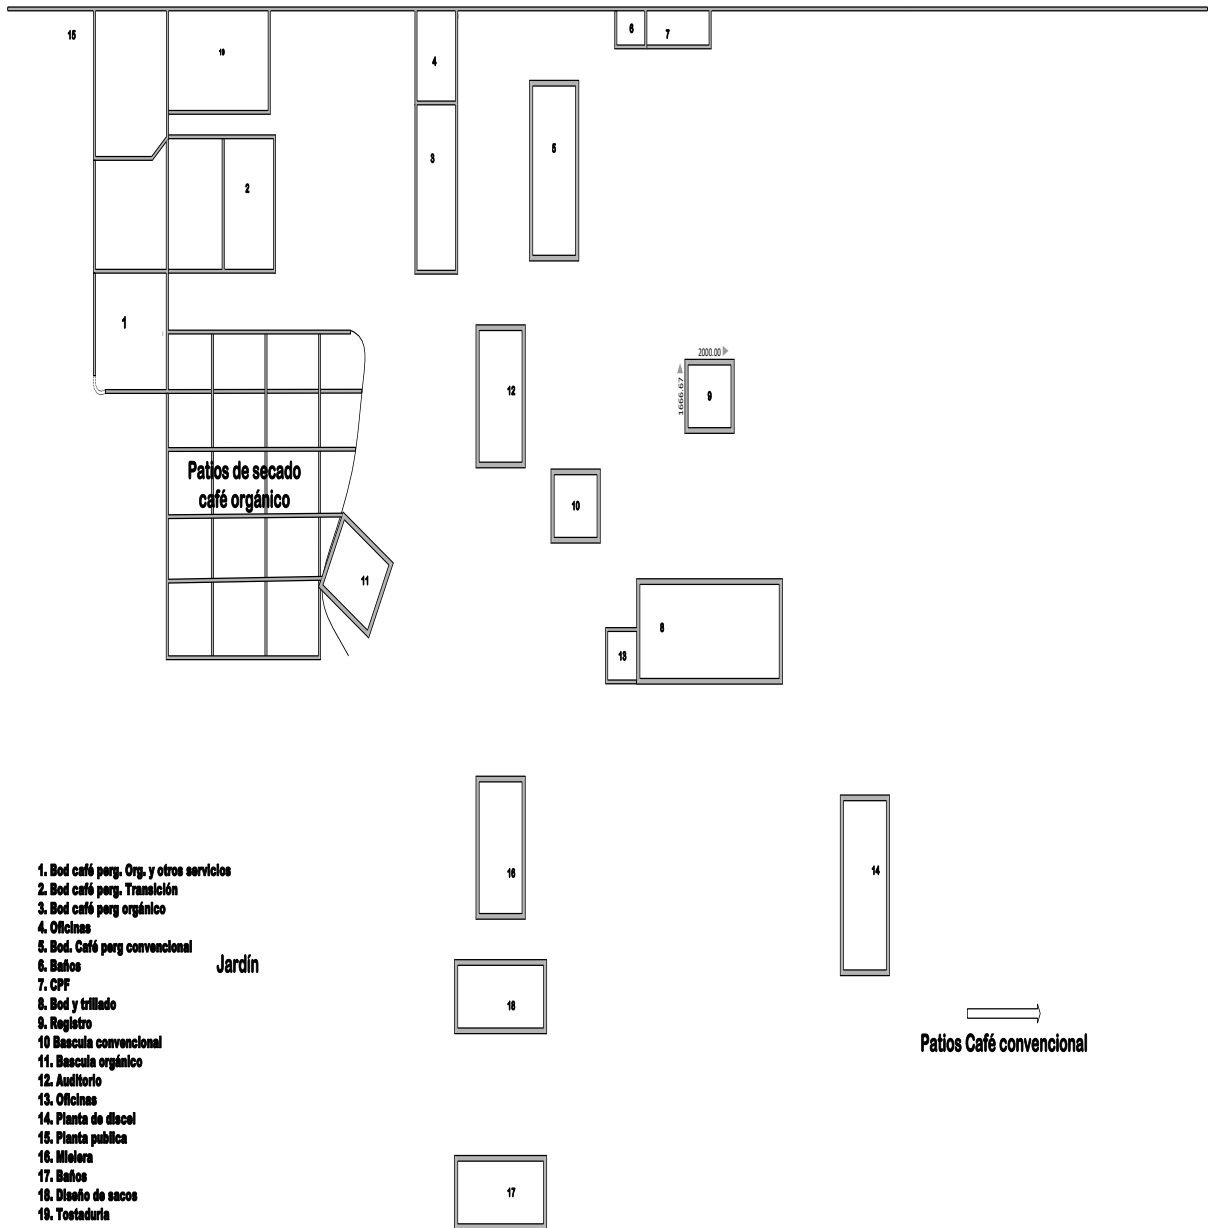 15
19
6
7
4
5
3
2
1
2000.00
1666.67
9
12
Patios de secado
café orgánico
10
11
8
13
16
14
1. Bod café perg. Org. y otros servicios
2. Bod café perg. Transición
3. Bod café perg orgánico
4. Oficinas
5. Bod. Café perg convencional
6. Baños
7. CPF
8. Bod y trillado
9. Registro
10 Bascula convencional
11. Bascula orgánico
12. Auditorio
13. Oficinas
14. Planta de discel
15. Planta publica
16. Mielera
17. Baños
18. Diseño de sacos
19. Tostaduria
Jardín
18
Patios Café convencional
17